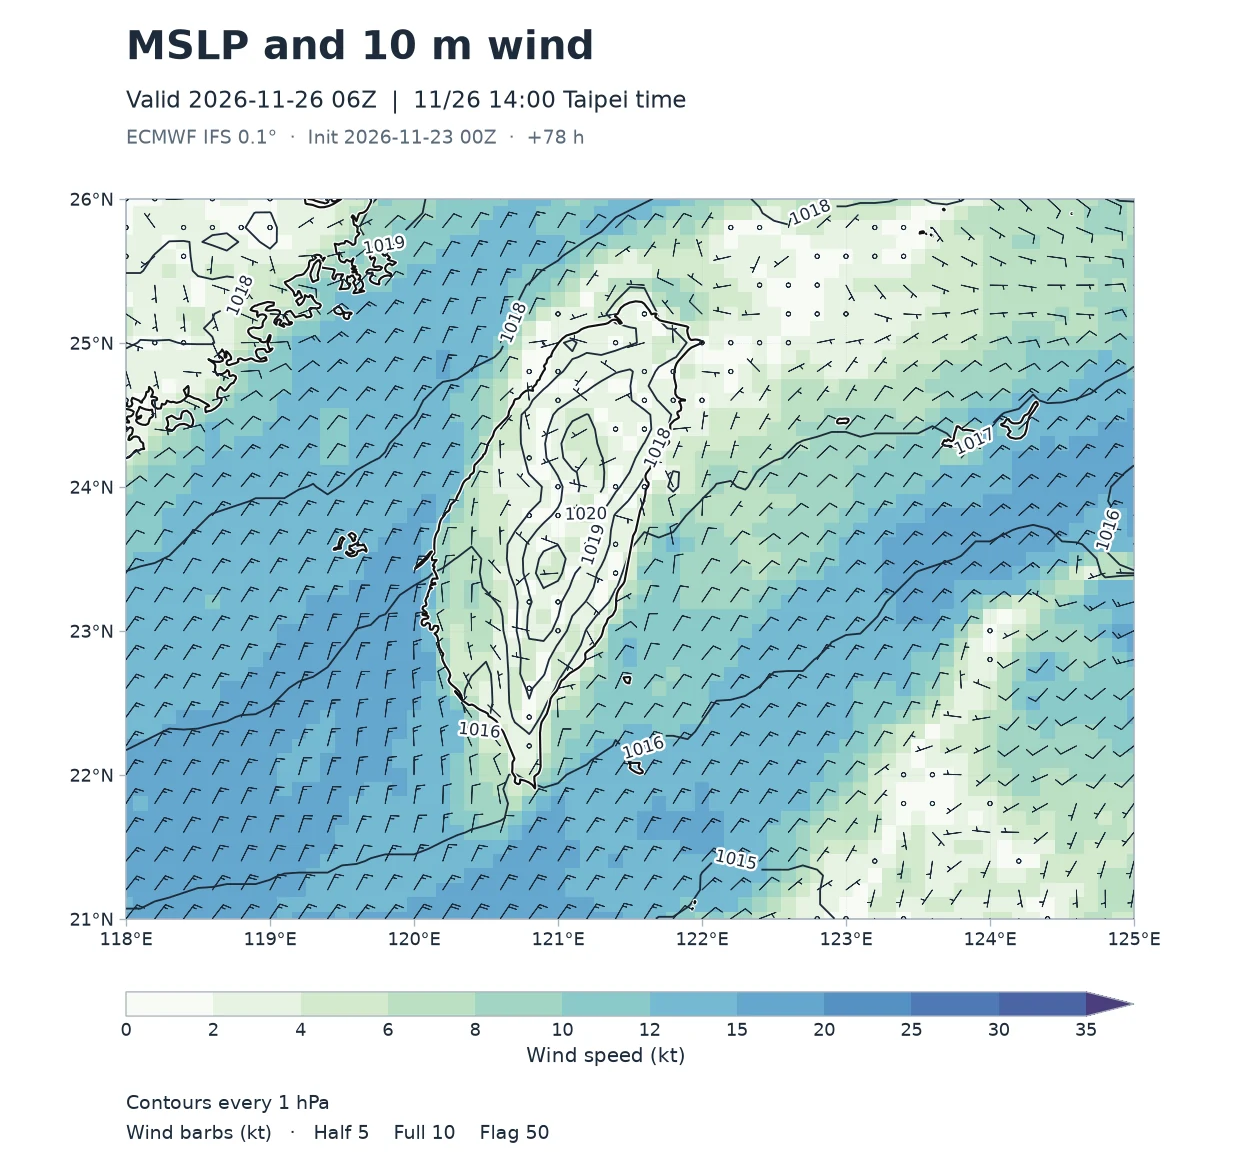 MSLP and 10 m wind
Valid 2026-11-26 06Z | 11/26 14:00 Taipei time
ECMWF IFS 0.1° · Init 2026-11-23 00Z · +78 h
26°N
25°N
24°N
23°N
22°N
21°N
1018
1019
1018
1018
1017
1018
1020
1019
1016
1016
1016
1015
118°E 119°E 120°E 121°E 122°E 123°E 124°E 125°E
0 2 4 6 8 10 12 15 20 25 30 35
Wind speed (kt)
Contours every 1 hPa
Wind barbs (kt) · Half 5 Full 10 Flag 50